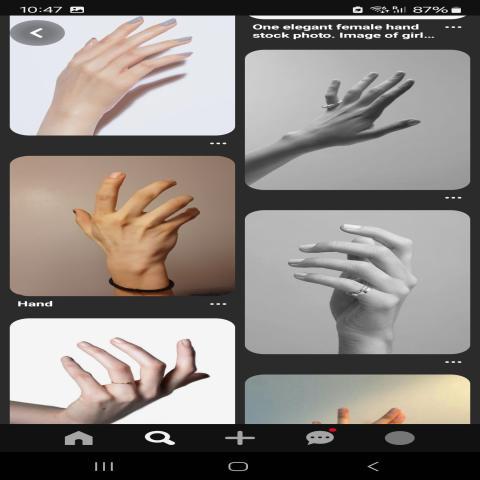 10:47
87%
One elegant female hand
stock photo. Image of girl...
Hand